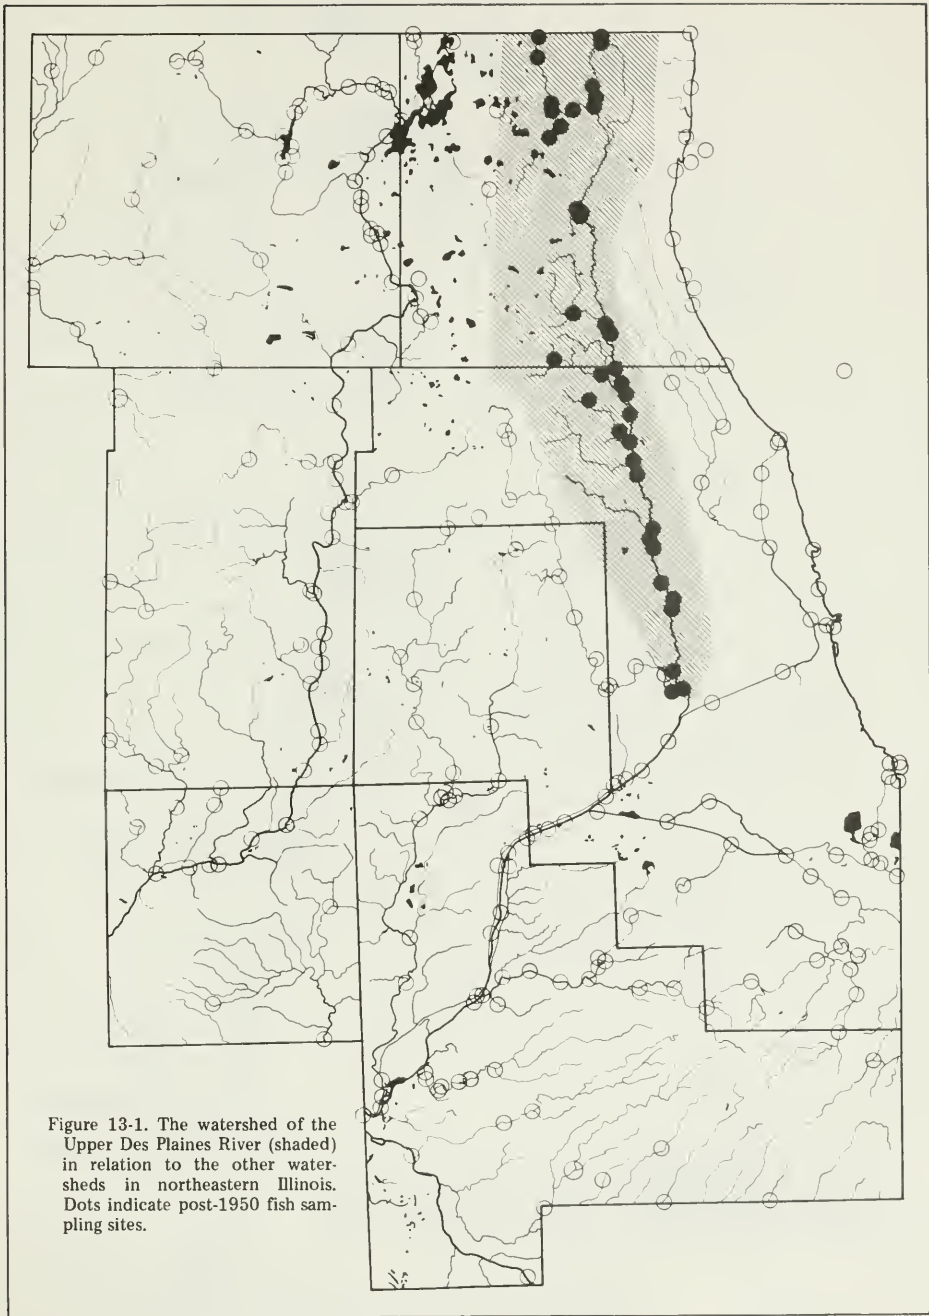 Figure 13-1. The watershed of the
Upper Des Plaines River (shaded)
in relation to the other water-
sheds in northeastern Illinois.
Dots indicate post-1950 fish sam-
pling sites.